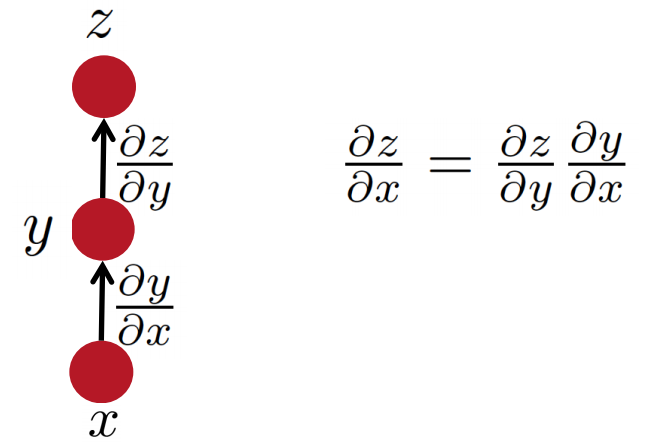 z
∂z/∂y
∂z/∂x = ∂z/∂y ∂y/∂x
y
∂y/∂x
x